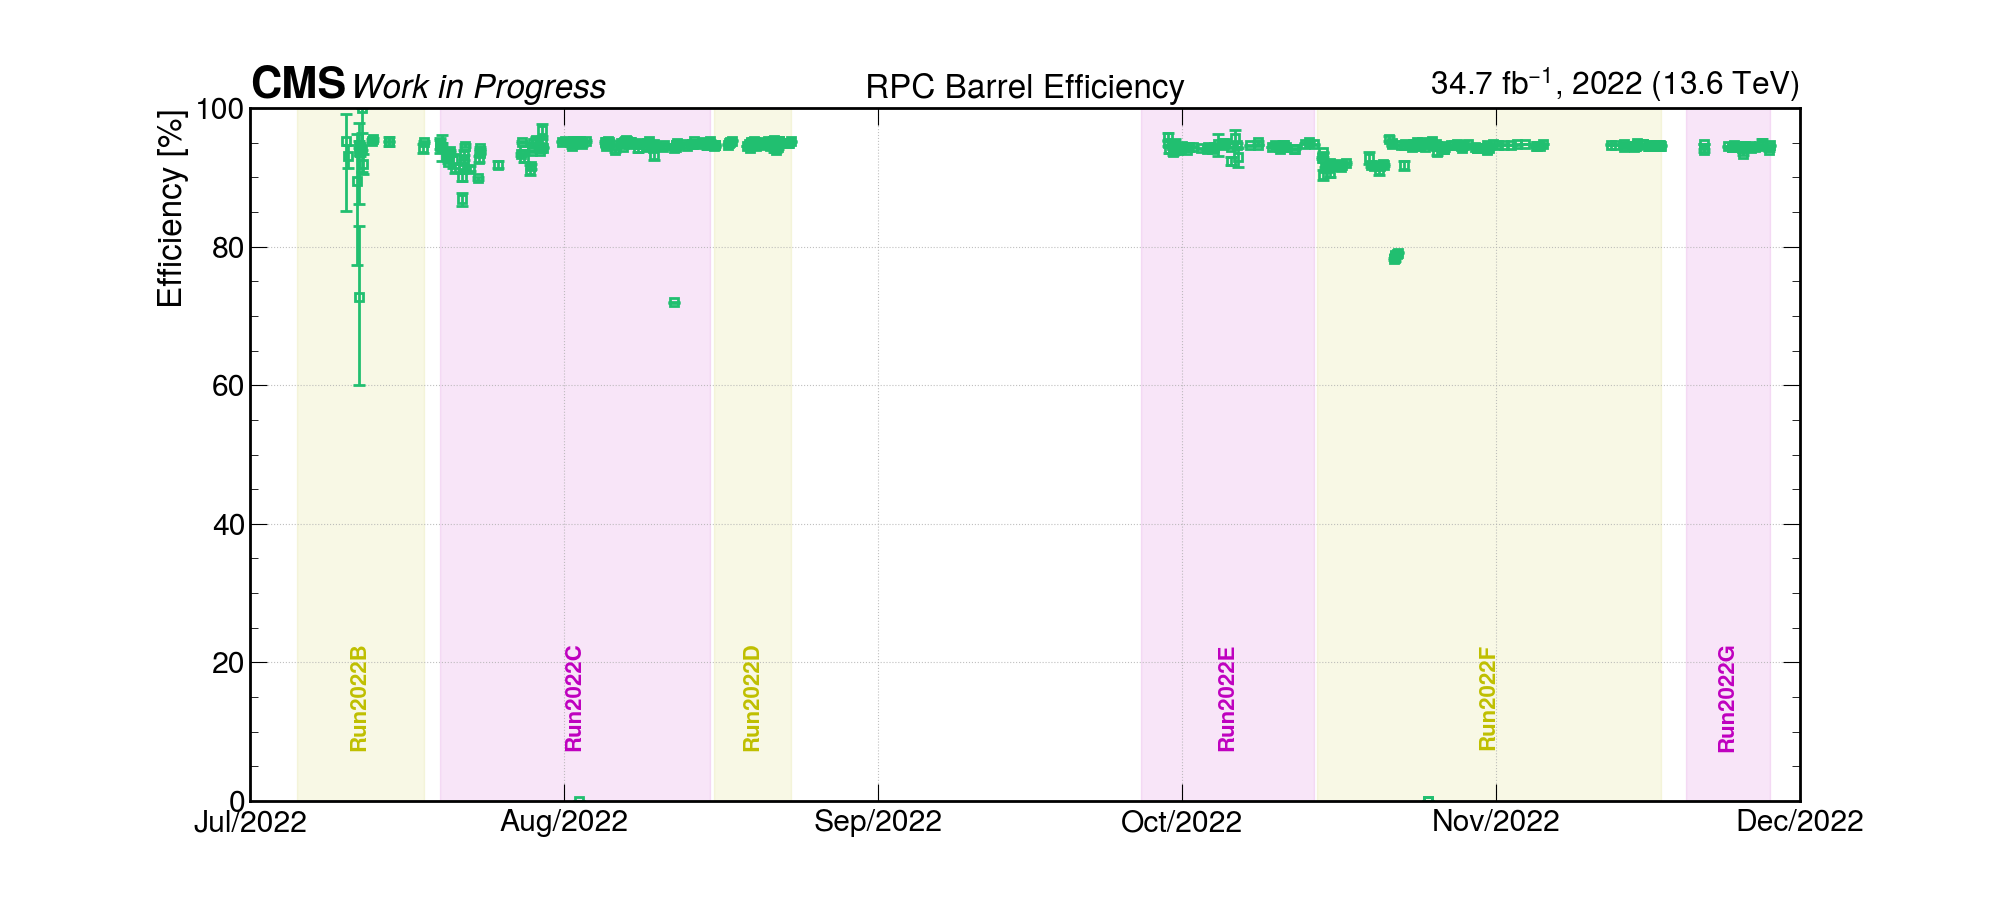 CMS Work in Progress RPC Barrel Efficiency 34.7 fb⁻¹, 2022 (13.6 TeV)
Efficiency [%]
100
80
60
40
20
0
Run2022B
Run2022C
Run2022D
Run2022E
Run2022F
Run2022G
Jul/2022 Aug/2022 Sep/2022 Oct/2022 Nov/2022 Dec/2022